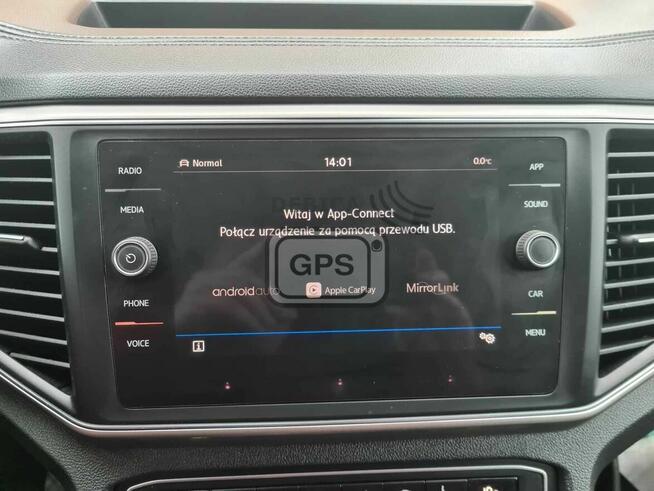 RADIO
MEDIA
PHONE
VOICE
Normal
14:01
0.0°C
DEBICA
Witaj w App-Connect
Połącz urządzenie za pomocą przewodu USB.
GPS
androidauto
Apple CarPlay
MirrorLink
APP
SOUND
CAR
MENU